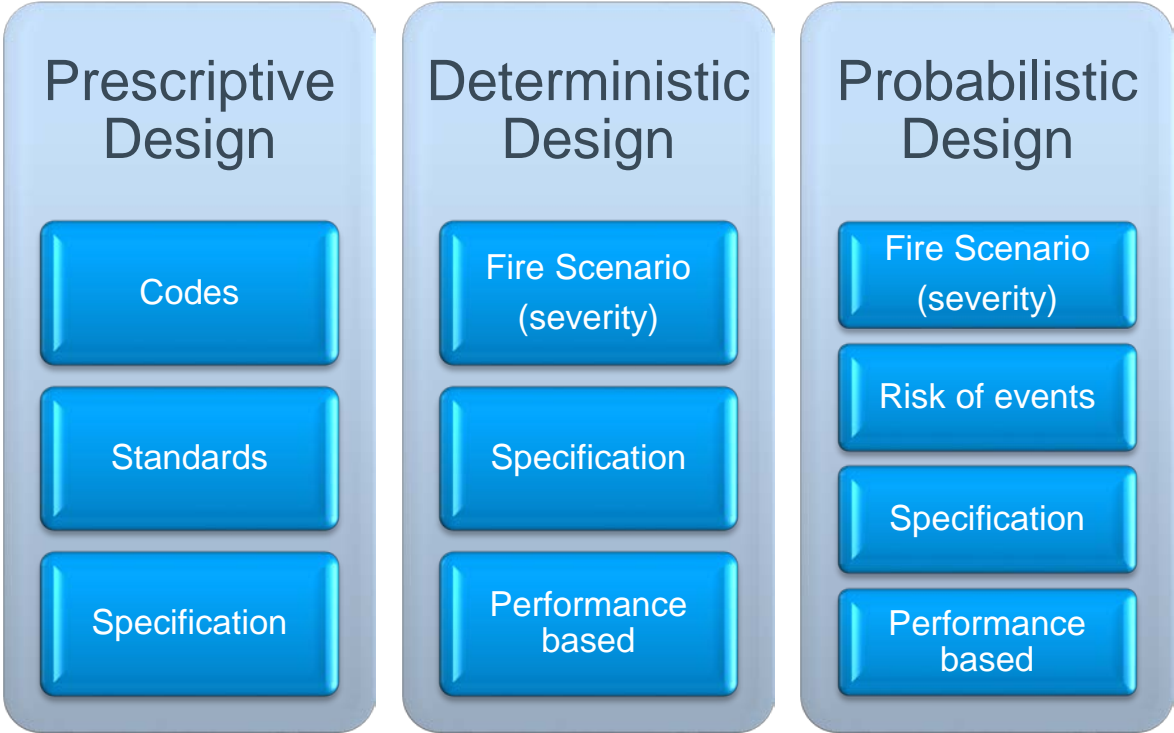 Prescriptive
Design
Codes
Standards
Specification
Deterministic
Design
Fire Scenario
(severity)
Specification
Performance
based
Probabilistic
Design
Fire Scenario
(severity)
Risk of events
Specification
Performance
based